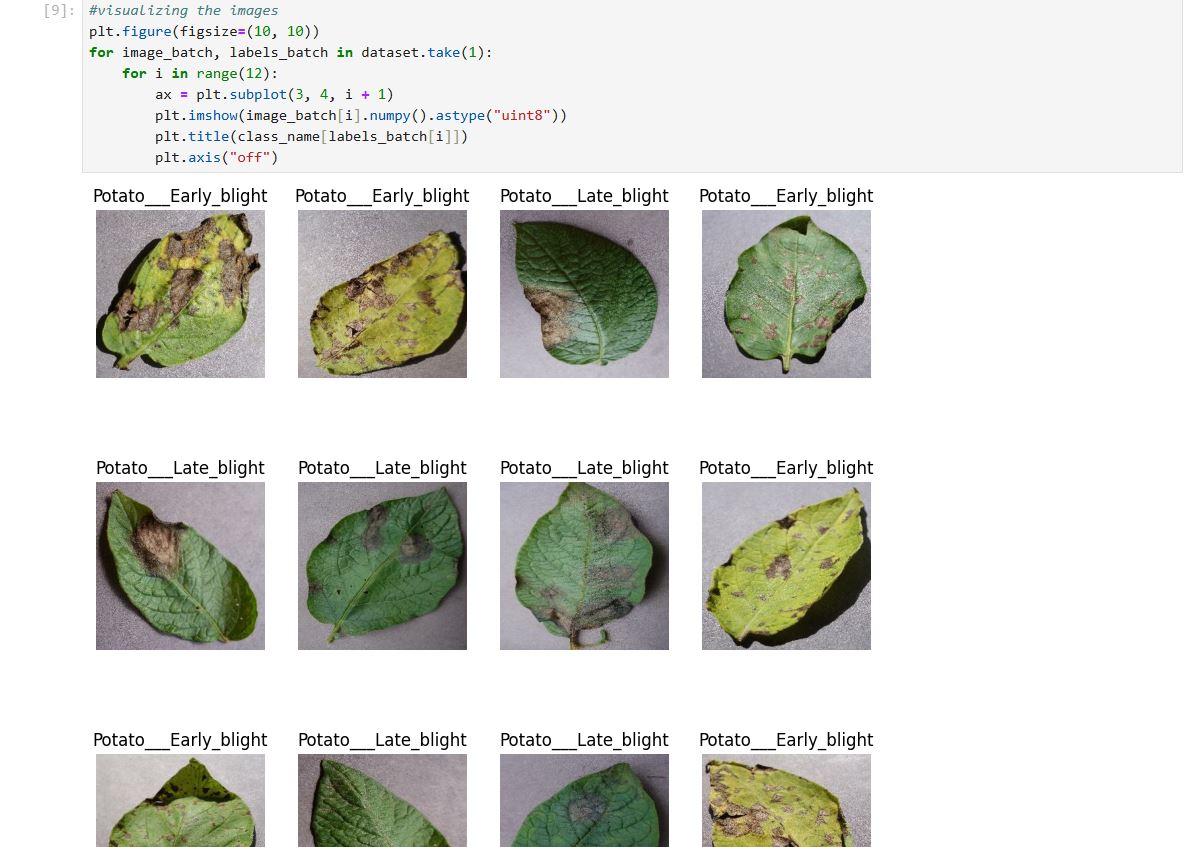 [9]: #visualizing the images
plt.figure(figsize=(10, 10))
for image_batch, labels_batch in dataset.take(1):
    for i in range(12):
        ax = plt.subplot(3, 4, i + 1)
        plt.imshow(image_batch[i].numpy().astype("uint8"))
        plt.title(class_name[labels_batch[i]])
        plt.axis("off")
Potato___Early_blight Potato___Early_blight Potato___Late_blight Potato___Early_blight
Potato___Late_blight Potato___Late_blight Potato___Late_blight Potato___Early_blight
Potato___Early_blight Potato___Late_blight Potato___Late_blight Potato___Early_blight